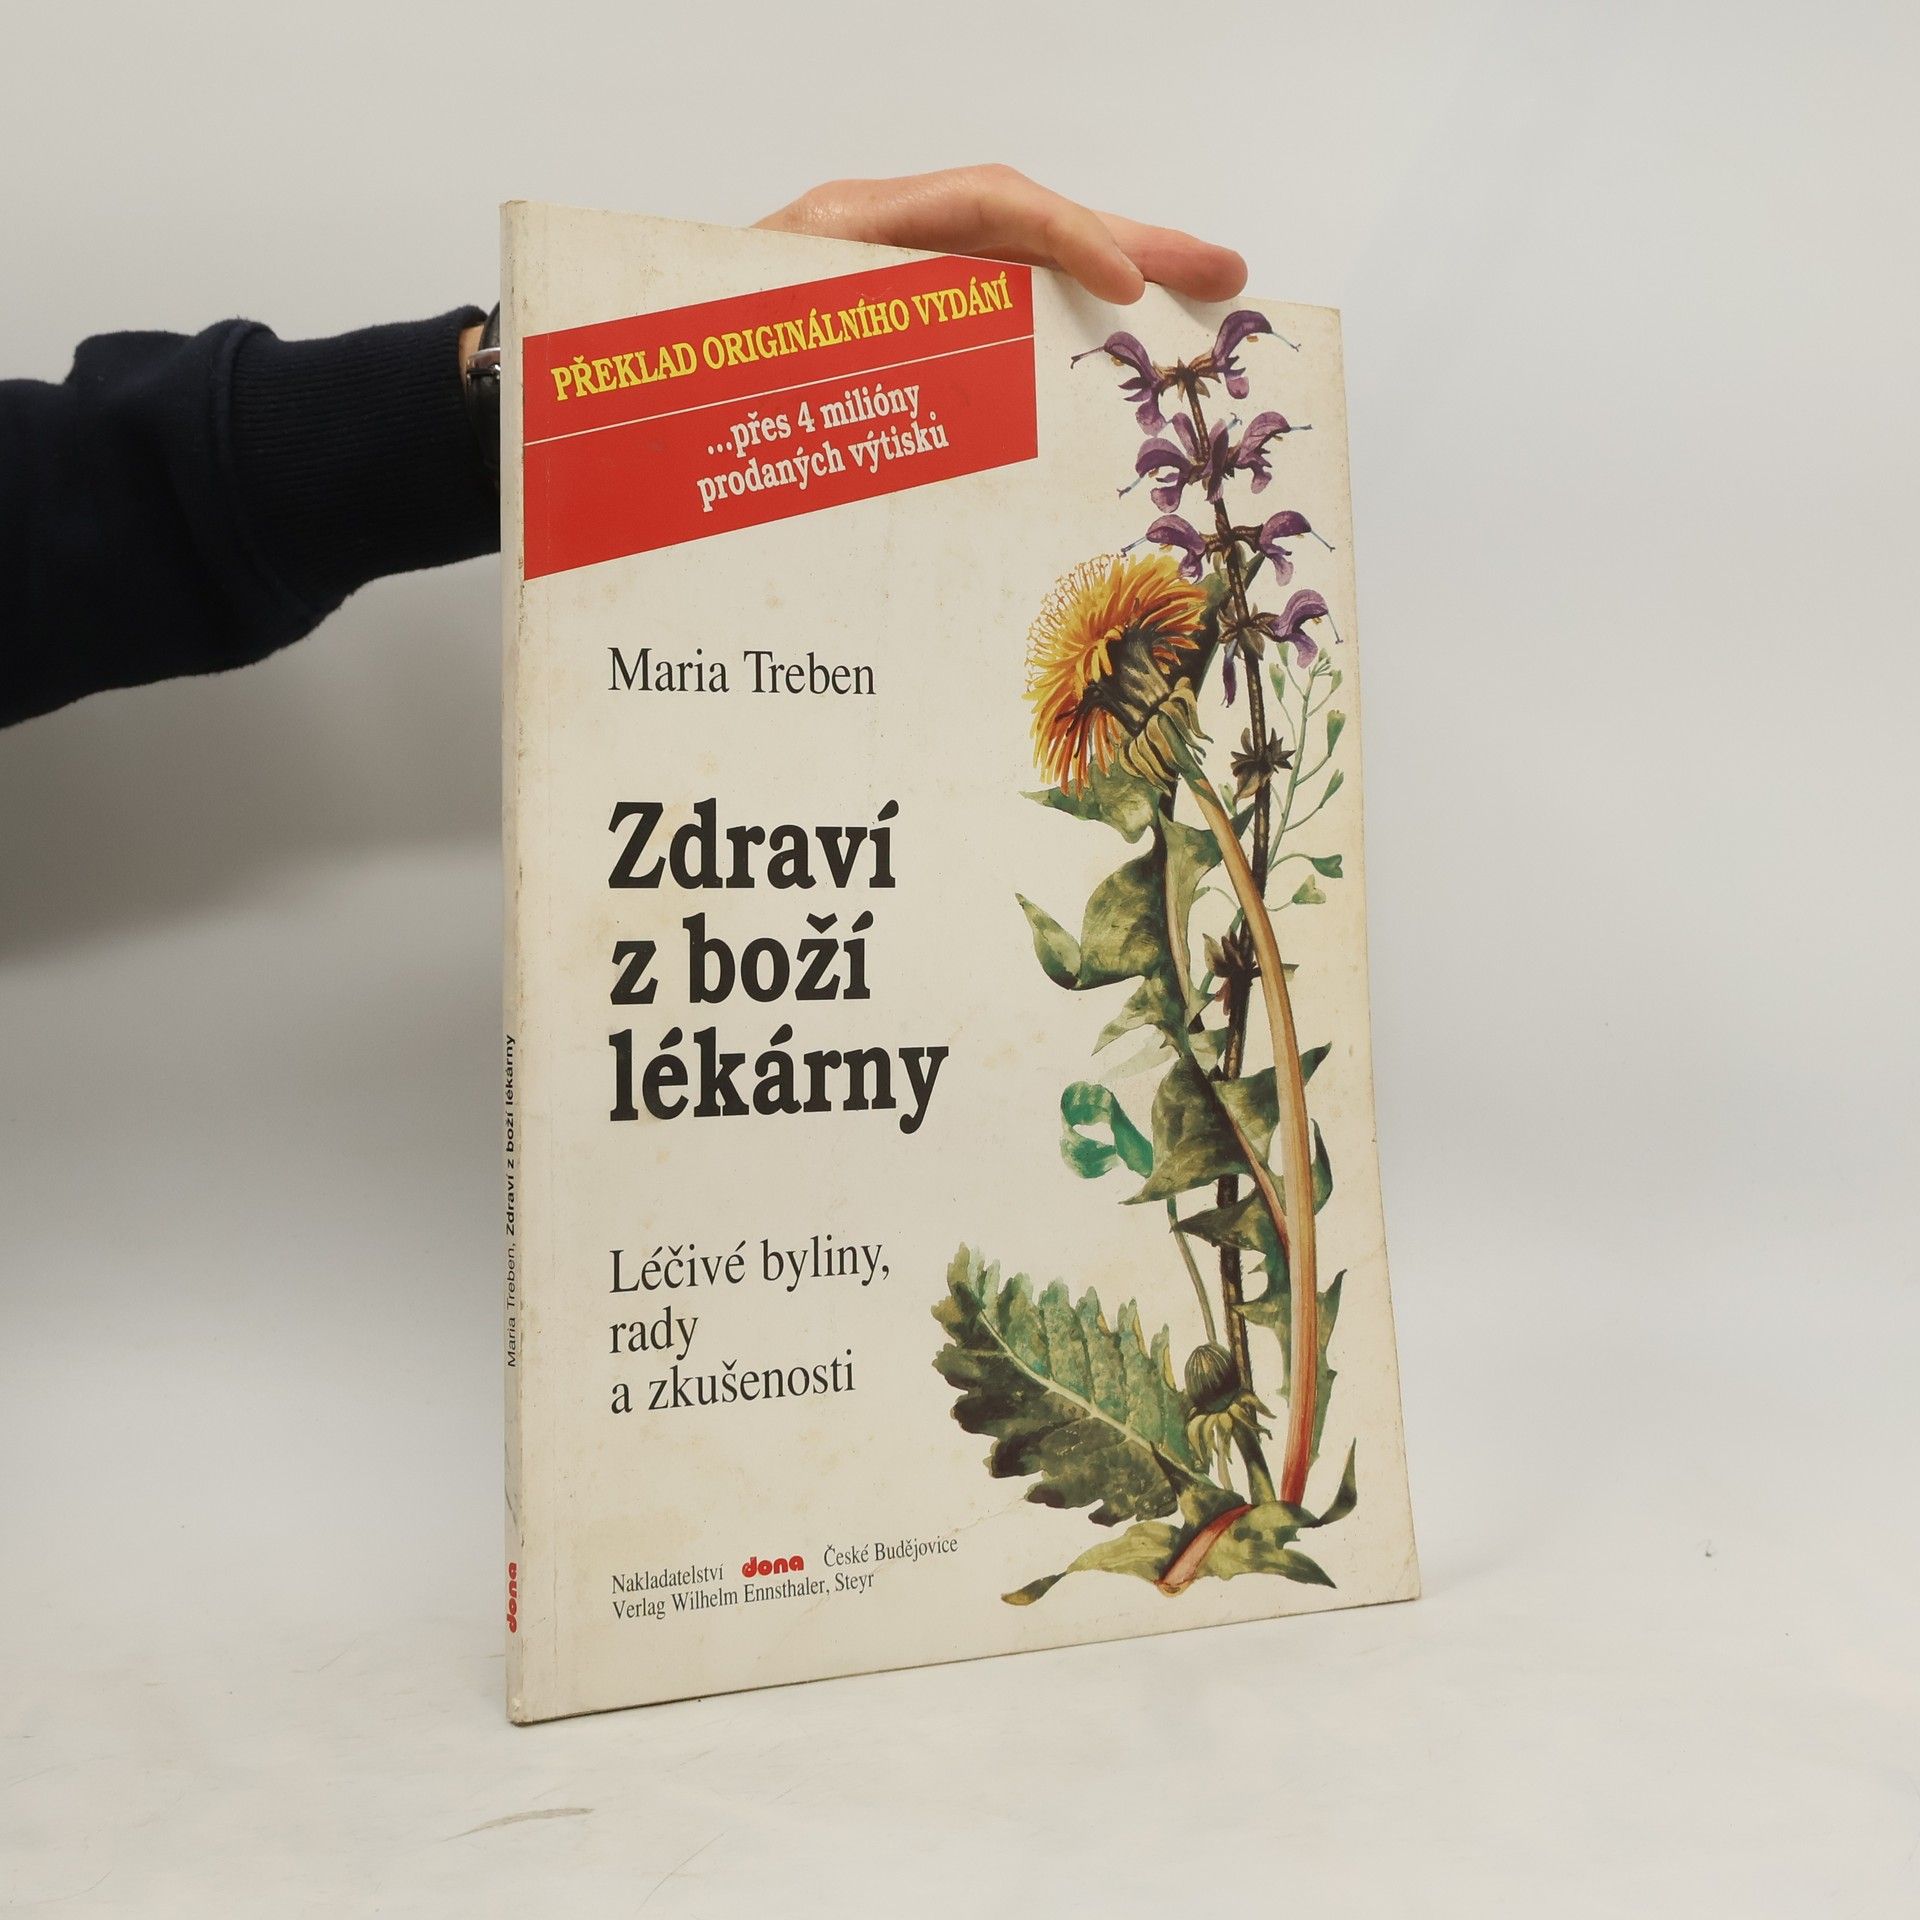 PŘEKLAD ORIGINÁLNÍHO VYDÁNÍ
...přes 4 milióny
prodaných výtisků
Maria Treben
Zdraví
z boží
lékárny
Léčivé byliny,
rady
a zkušenosti
Nakladatelství dona České Budějovice
Verlag Wilhelm Ennsthaler, Steyr
Maria Treben, Zdraví z boží lékárny
dona